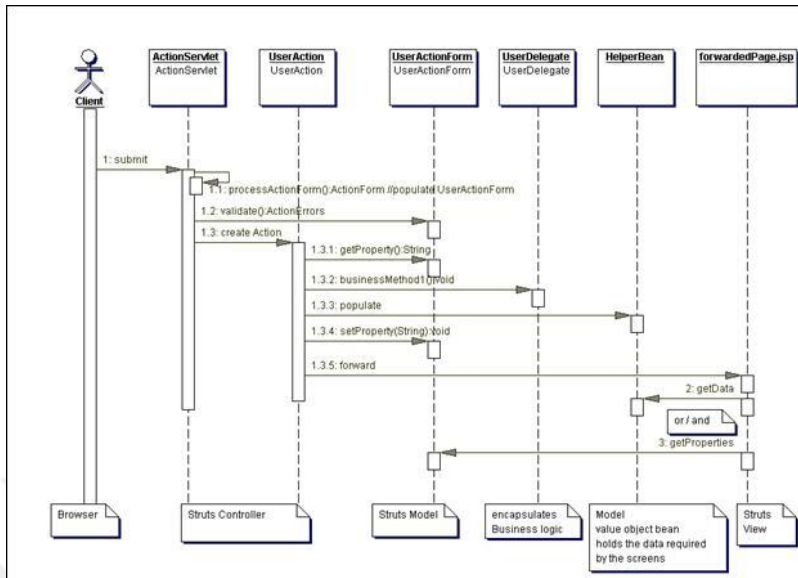 ActionServlet
ActionServlet
UserAction
UserAction
UserActionForm
UserActionForm
UserDelegate
UserDelegate
HelperBean
forwardedPage.jsp
Client
1: submit
1.1: processActionForm():ActionForm //populate UserActionForm
1.2: validate():ActionErrors
1.3: create Action
1.3.1: getProperty():String
1.3.2: businessMethod1():void
1.3.3: populate
1.3.4: setProperty(String):void
1.3.5: forward
2: getData
or / and
3: getProperties
Browser
Struts Controller
Struts Model
encapsulates
Business logic
Model
value object bean
holds the data required
by the screens
Struts
View